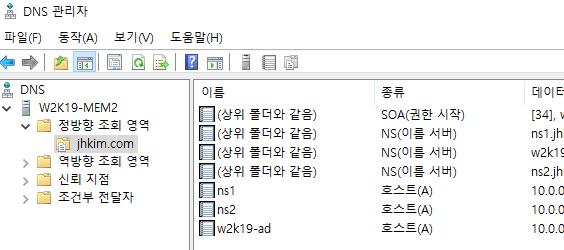 DNS 관리자
파일(F) 동작(A) 보기(V) 도움말(H)
DNS
W2K19-MEM2
정방향 조회 영역
jhkim.com
역방향 조회 영역
신뢰 지점
조건부 전달자
이름 종류 데이터
(상위 폴더와 같음) SOA(권한 시작) [34], w
(상위 폴더와 같음) NS(이름 서버) ns1.jh
(상위 폴더와 같음) NS(이름 서버) w2k19
(상위 폴더와 같음) NS(이름 서버) ns2.jh
ns1 호스트(A) 10.0.0
ns2 호스트(A) 10.0.0
w2k19-ad 호스트(A) 10.0.0